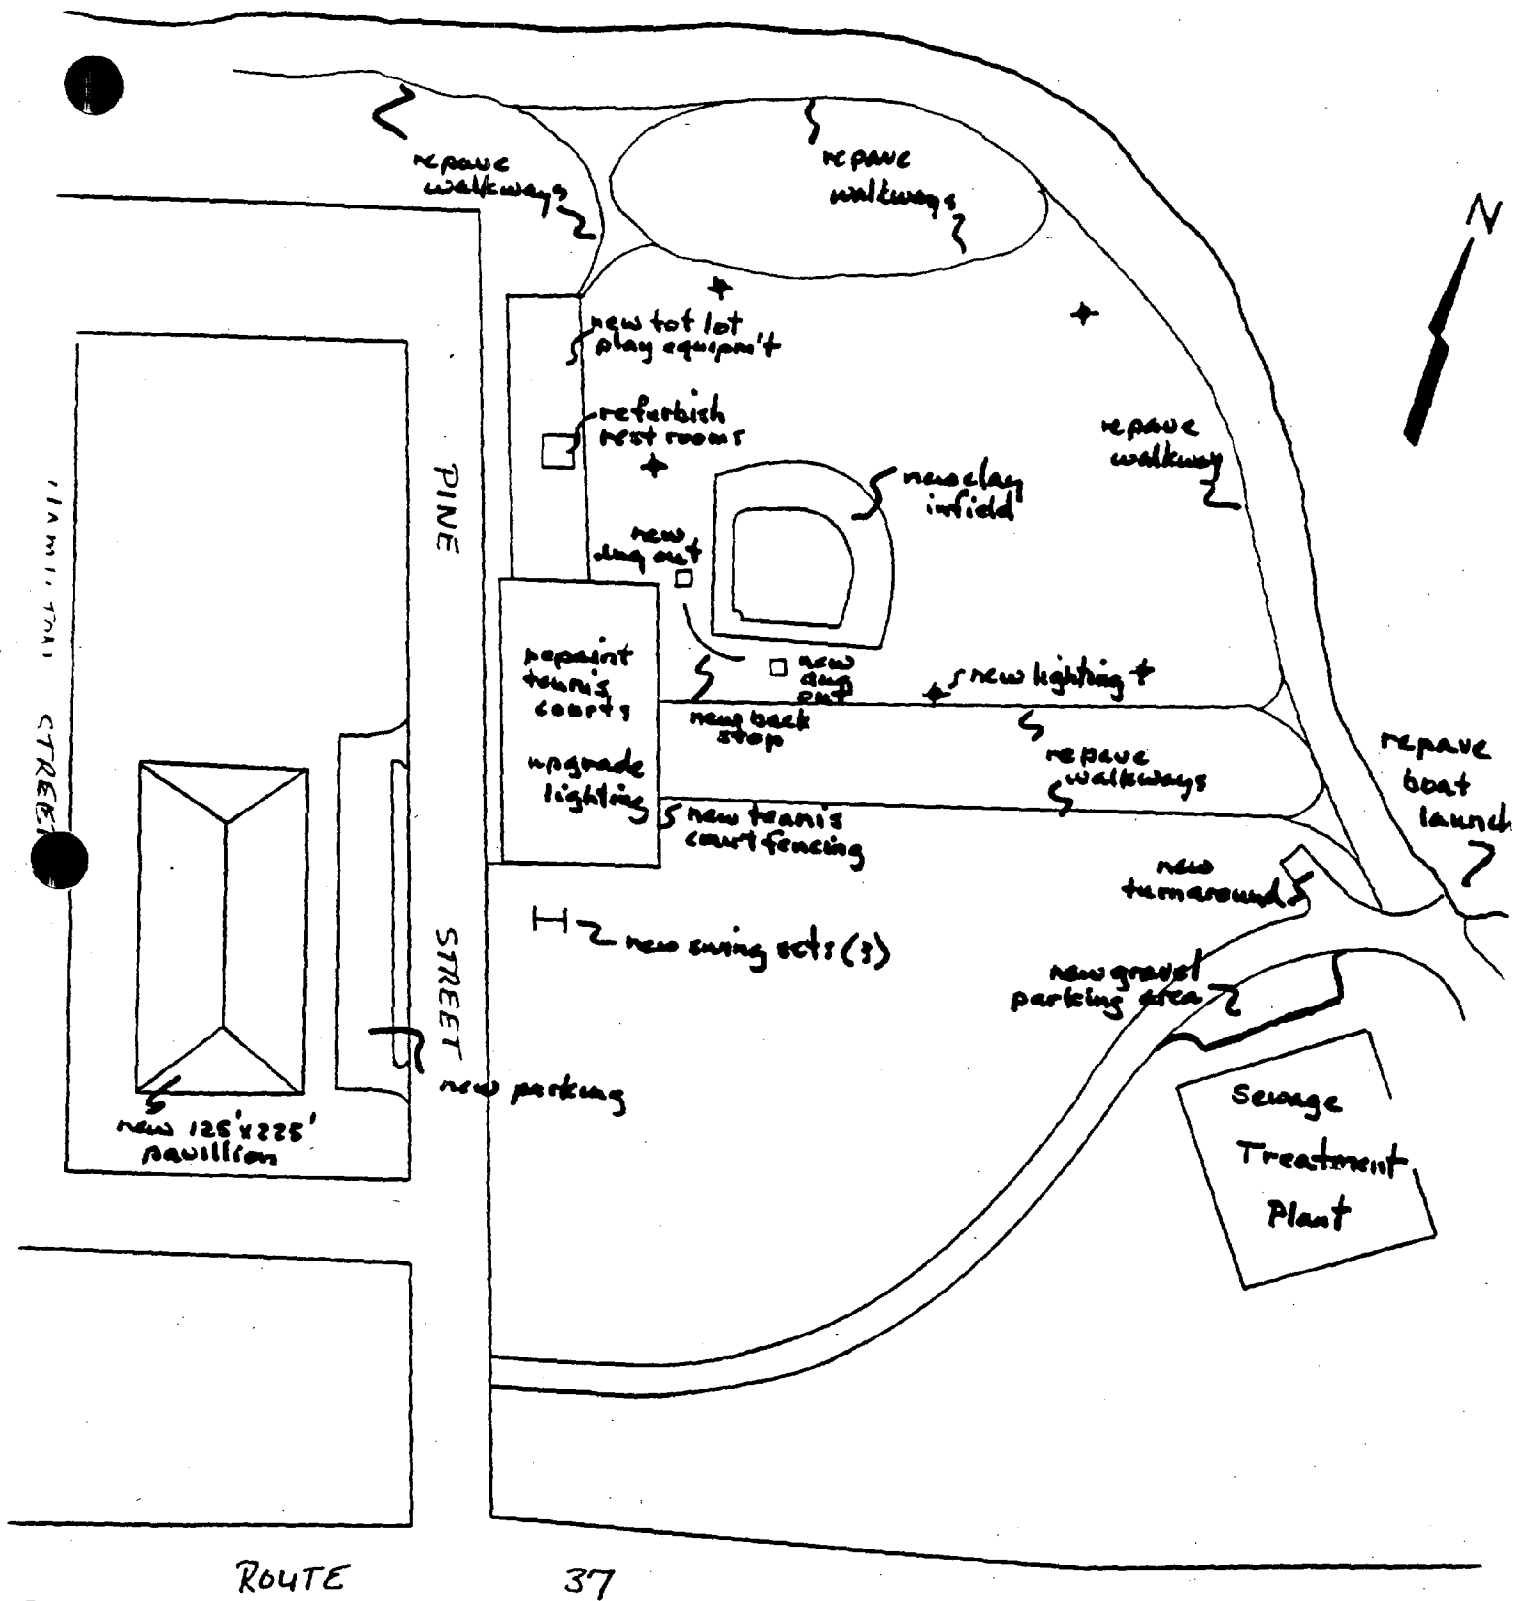 repave
walkways
repave
walkways
N
new tot lot
play equipm't
refurbish
rest rooms
repave
walkway
new clay
infield
new
dug out
PINE
STREET
repaint
tennis
courts
upgrade
lighting
new
dug
out
new back
stop
new lighting
repave
walkways
new tennis
court fencing
repave
boat
launch
new
turnaround
new swing sets (3)
new gravel
parking area
new parking
new 125'x225'
pavillion
Sewage
Treatment
Plant
STREET
ROUTE 37